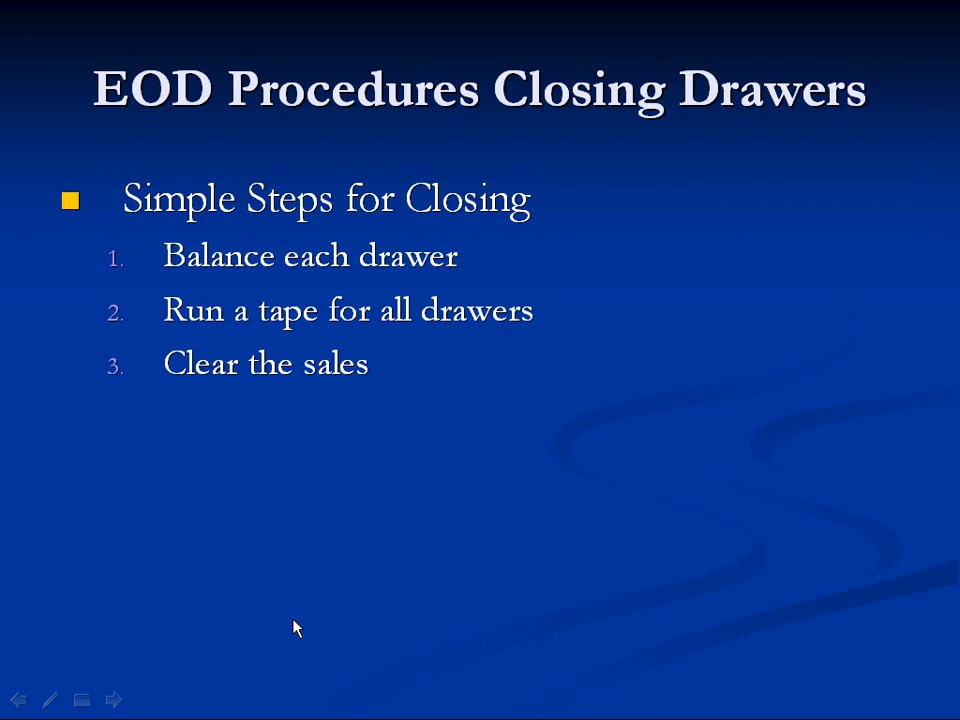 EOD Procedures Closing Drawers
Simple Steps for Closing
1. Balance each drawer
2. Run a tape for all drawers
3. Clear the sales